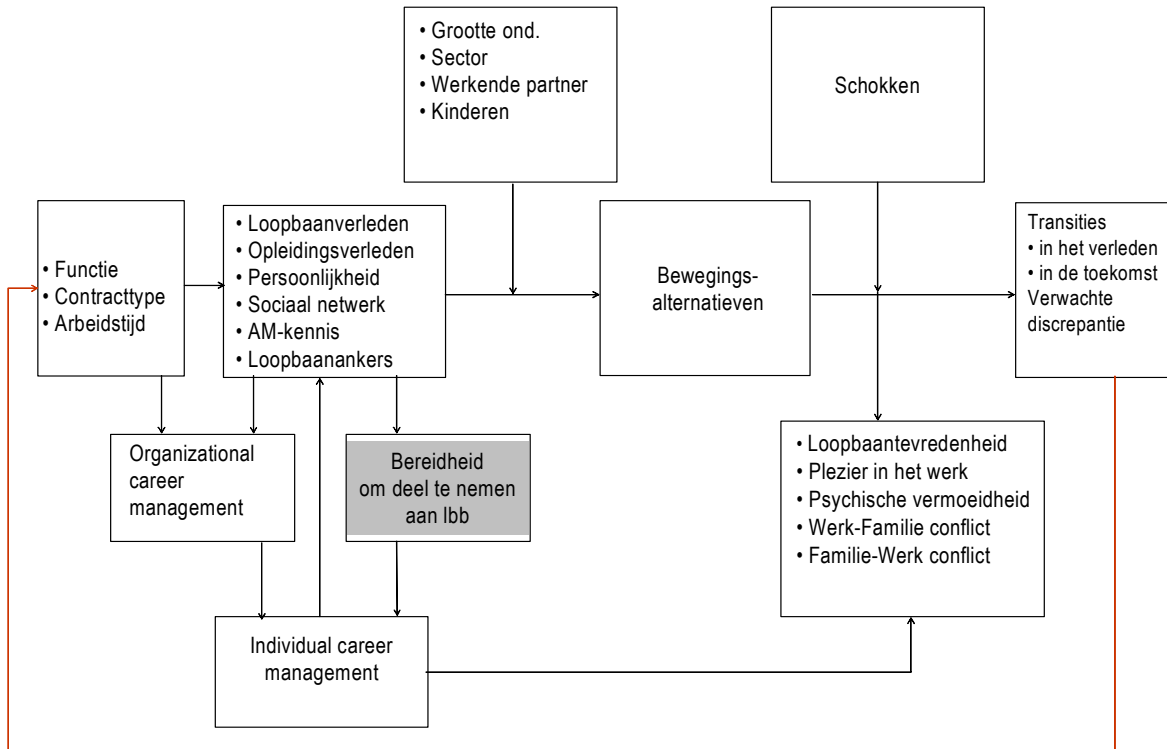 • Grootte ond.
• Sector
• Werkende partner
• Kinderen
Schokken
• Functie
• Contracttype
• Arbeidstijd
• Loopbaanverleden
• Opleidingsverleden
• Persoonlijkheid
• Sociaal netwerk
• AM-kennis
• Loopbaanankers
Bewegings-
alternatieven
Transities
• in het verleden
• in de toekomst
Verwachte
discrepantie
Organizational
career
management
Bereidheid
om deel te nemen
aan lbb
• Loopbaantevredenheid
• Plezier in het werk
• Psychische vermoeidheid
• Werk-Familie conflict
• Familie-Werk conflict
Individual career
management